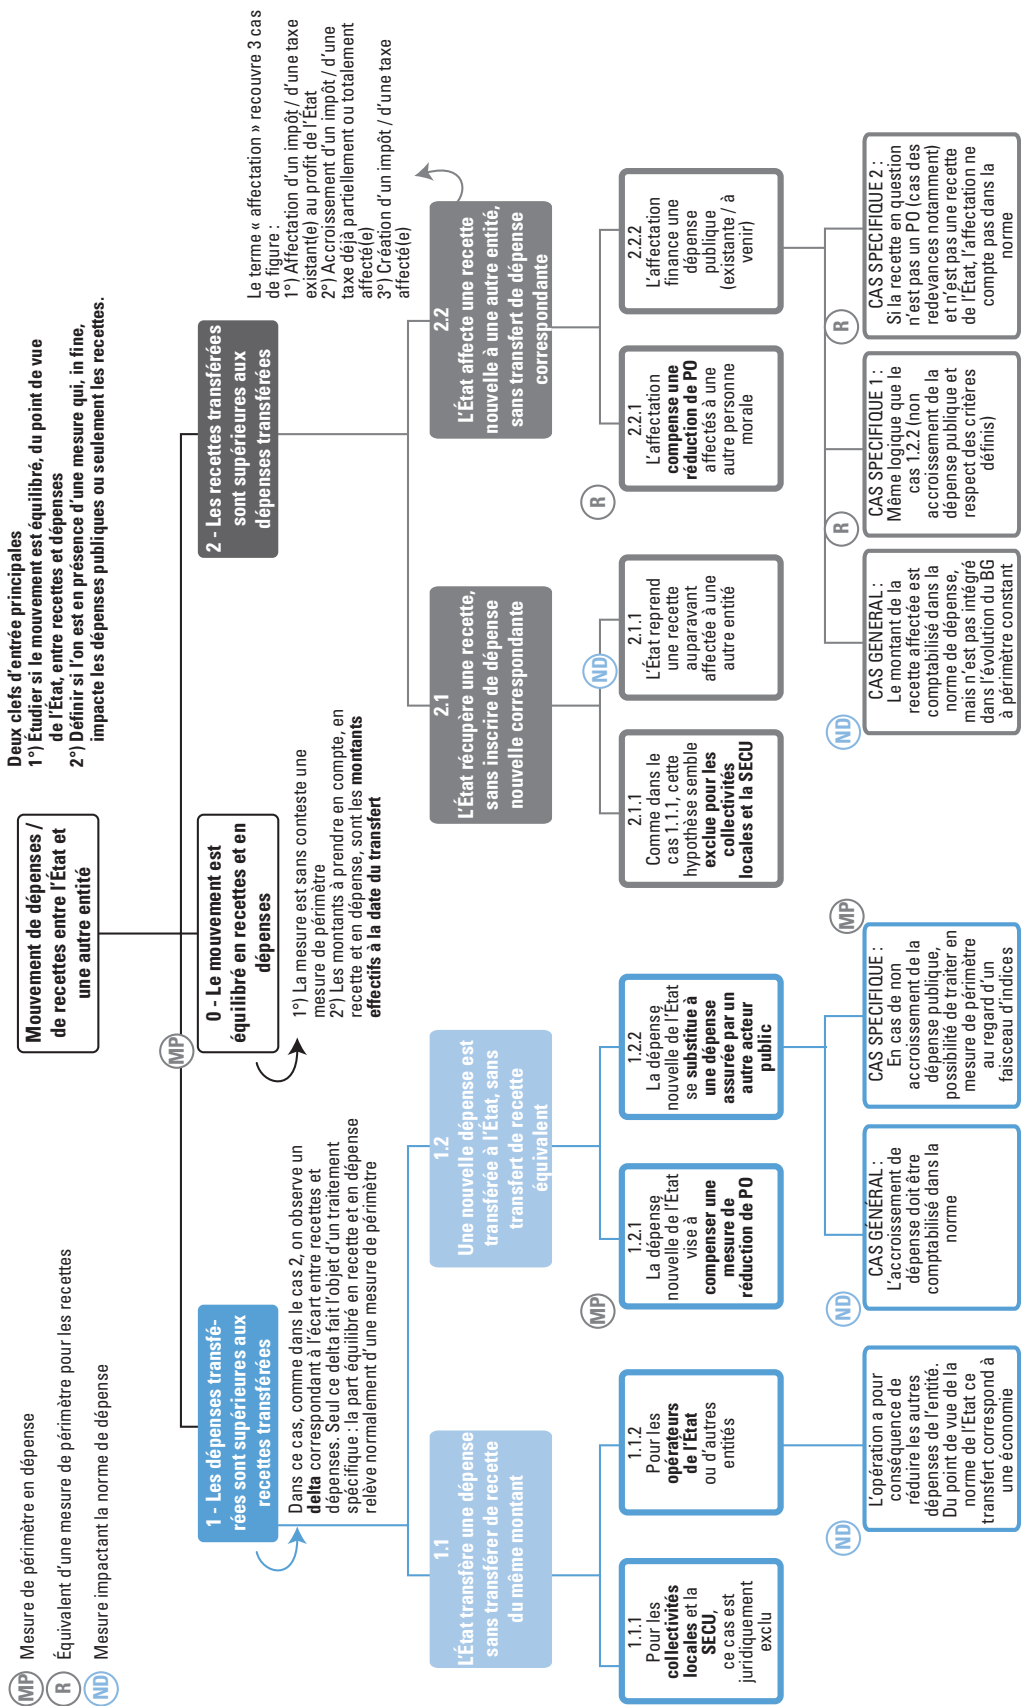 MP Mesure de périmètre en dépense
R Équivalent d'une mesure de périmètre pour les recettes
ND Mesure impactant la norme de dépense
Mouvement de dépenses /
de recettes entre l'État et
une autre entité
Deux clefs d'entrée principales
1°) Étudier si le mouvement est équilibré, du point de vue
de l'État, entre recettes et dépenses
2°) Définir si l'on est en présence d'une mesure qui, in fine,
impacte les dépenses publiques ou seulement les recettes.
MP
1 - Les dépenses transfé-
rées sont supérieures aux
recettes transférées
0 - Le mouvement est
équilibré en recettes et en
dépenses
2 - Les recettes transférées
sont supérieures aux
dépenses transférées
Dans ce cas, comme dans le cas 2, on observe un
delta correspondant à l'écart entre recettes et
dépenses. Seul ce delta fait l'objet d'un traitement
spécifique : la part équilibré en recette et en dépense
relève normalement d'une mesure de périmètre
1°) La mesure est sans conteste une
mesure de périmètre
2°) Les montants à prendre en compte, en
recette et en dépense, sont les montants
effectifs à la date du transfert
Le terme « affectation » recouvre 3 cas
de figure :
1°) Affectation d'un impôt / d'une taxe
existant(e) au profit de l'État
2°) Accroissement d'un impôt / d'une
taxe déjà partiellement ou totalement
affecté(e)
3°) Création d'un impôt / d'une taxe
affecté(e)
1.1
L'État transfère une dépense
sans transférer de recette
du même montant
1.2
Une nouvelle dépense est
transférée à l'État, sans
transfert de recette
équivalent
2.1
L'État récupère une recette,
sans inscrire de dépense
nouvelle correspondante
2.2
L'État affecte une recette
nouvelle à une autre entité,
sans transfert de dépense
correspondante
1.1.1
Pour les
collectivités
locales et la
SECU,
ce cas est
juridiquement
exclu
1.1.2
Pour les
opérateurs
de l'État
ou d'autres
entités
MP
1.2.1
La dépense
nouvelle de l'État
vise à
compenser une
mesure de
réduction de PO
1.2.2
La dépense
nouvelle de l'État
se substitue à
une dépense
assurée par un
autre acteur
public
2.1.1
Comme dans le
cas 1.1.1, cette
hypothèse semble
exclue pour les
collectivités
locales et la SECU
ND
2.1.1
L'État reprend
une recette
auparavant
affectée à une
autre entité
R
2.2.1
L'affectation
compense une
réduction de PO
affectés à une
autre personne
morale
2.2.2
L'affectation
finance une
dépense
publique
(existante / à
venir)
ND
L'opération a pour
conséquence de
réduire les autres
dépenses de l'entité.
Du point de vue de la
norme de l'Etat ce
transfert correspond à
une économie
ND
CAS GÉNÉRAL :
L'accroissement de
dépense doit être
comptabilisé dans la
norme
MP
CAS SPECIFIQUE :
En cas de non
accroissement de la
dépense publique,
possibilité de traiter en
mesure de périmètre
au regard d'un
faisceau d'indices
ND
CAS GENERAL :
Le montant de la
recette affectée est
comptabilisé dans la
norme de dépense,
mais n'est pas intégré
dans l'évolution du BG
à périmètre constant
R
CAS SPECIFIQUE 1 :
Même logique que le
cas 1.2.2 (non
accroissement de la
dépense publique et
respect des critères
définis)
R
CAS SPECIFIQUE 2 :
Si la recette en question
n'est pas un PO (cas des
redevances notamment)
et n'est pas une recette
de l'État, l'affectation ne
compte pas dans la
norme